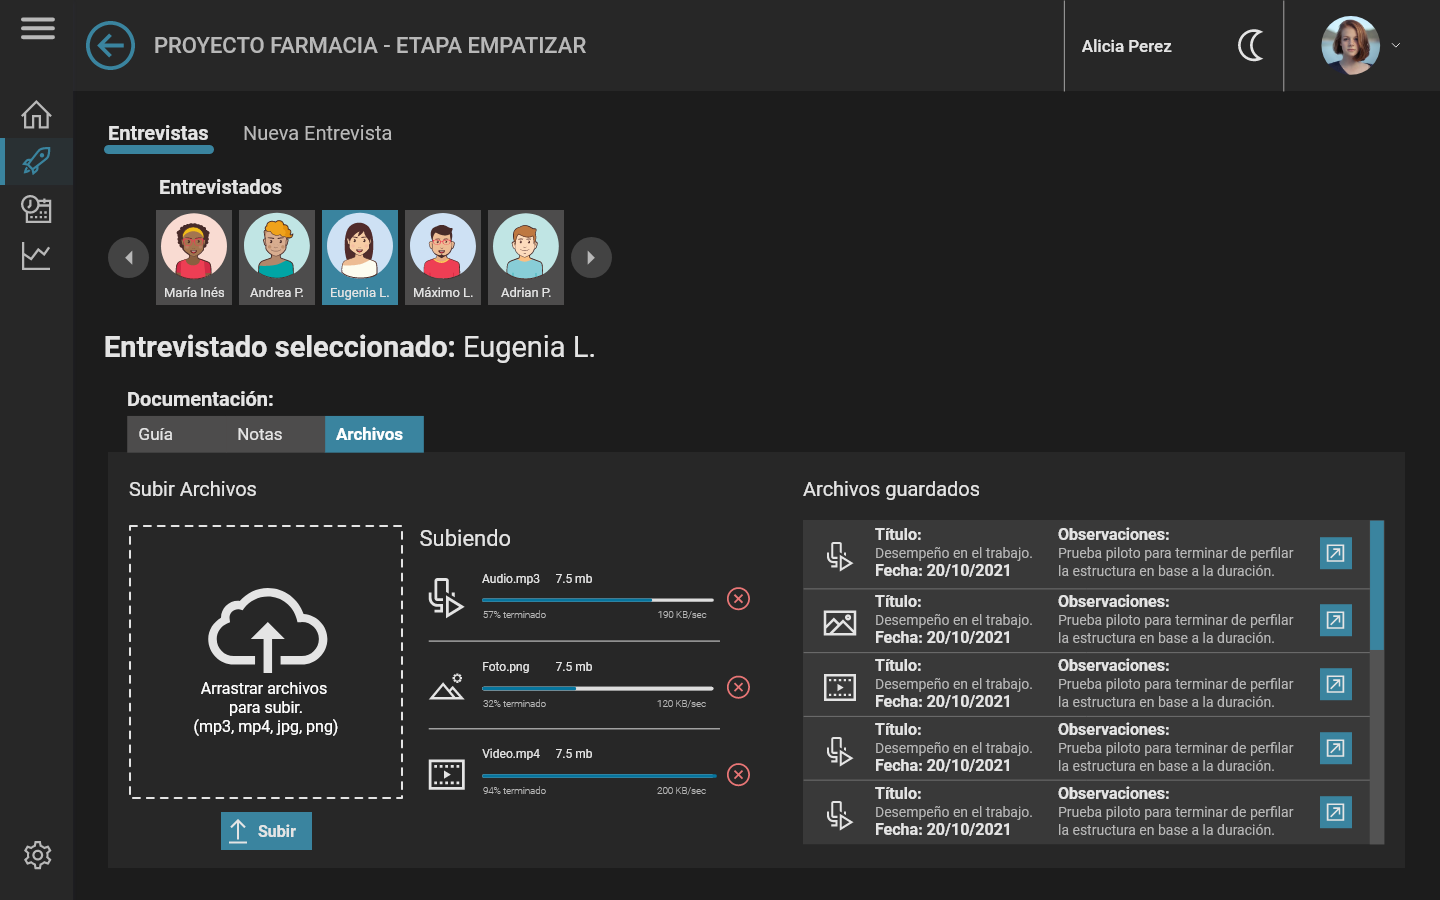 PROYECTO FARMACIA - ETAPA EMPATIZAR
Alicia Perez
Entrevistas
Nueva Entrevista
Entrevistados
María Inés
Andrea P.
Eugenia L.
Máximo L.
Adrian P.
Entrevistado seleccionado: Eugenia L.
Documentación:
Guía
Notas
Archivos
Subir Archivos
Arrastrar archivos
para subir.
(mp3, mp4, jpg, png)
Subir
Subiendo
Audio.mp3 7.5 mb
57% terminado 190 KB/sec
Foto.png 7.5 mb
32% terminado 120 KB/sec
Video.mp4 7.5 mb
94% terminado 200 KB/sec
Archivos guardados
Título:
Desempeño en el trabajo.
Fecha: 20/10/2021
Observaciones:
Prueba piloto para terminar de perfilar
la estructura en base a la duración.
Título:
Desempeño en el trabajo.
Fecha: 20/10/2021
Observaciones:
Prueba piloto para terminar de perfilar
la estructura en base a la duración.
Título:
Desempeño en el trabajo.
Fecha: 20/10/2021
Observaciones:
Prueba piloto para terminar de perfilar
la estructura en base a la duración.
Título:
Desempeño en el trabajo.
Fecha: 20/10/2021
Observaciones:
Prueba piloto para terminar de perfilar
la estructura en base a la duración.
Título:
Desempeño en el trabajo.
Fecha: 20/10/2021
Observaciones:
Prueba piloto para terminar de perfilar
la estructura en base a la duración.